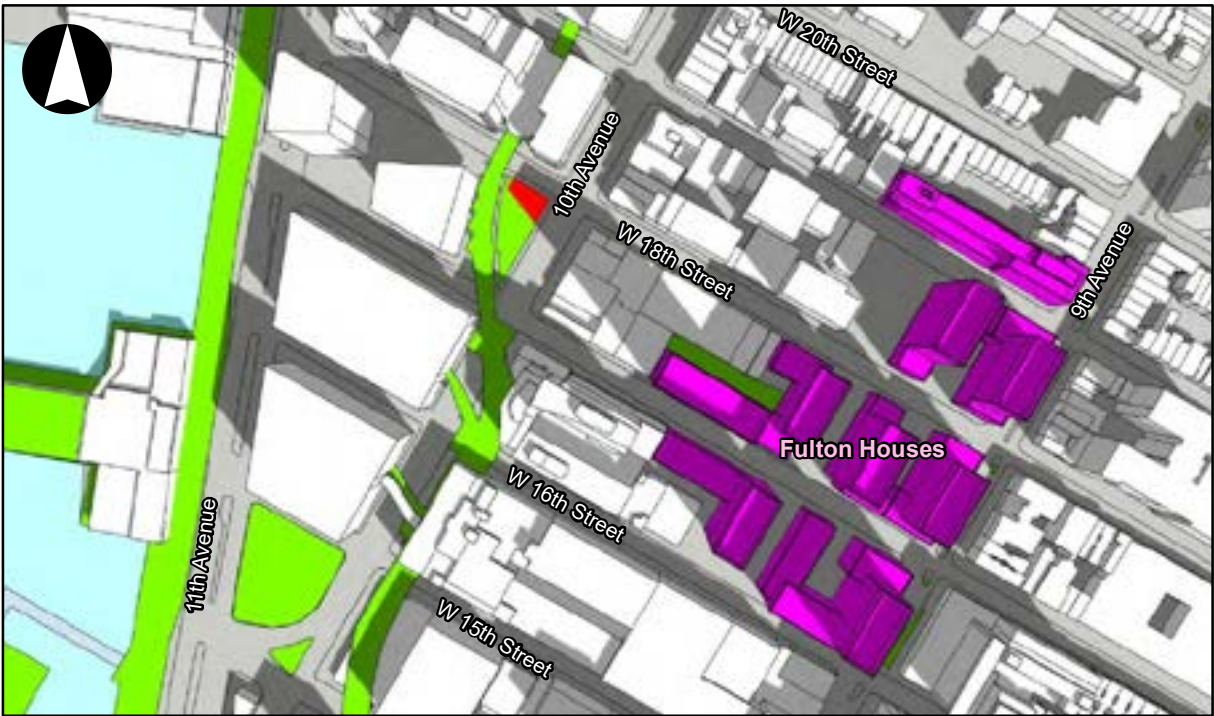 W 20th Street
10th Avenue
W 18th Street
9th Avenue
Fulton Houses
W 16th Street
11th Avenue
W 15th Street